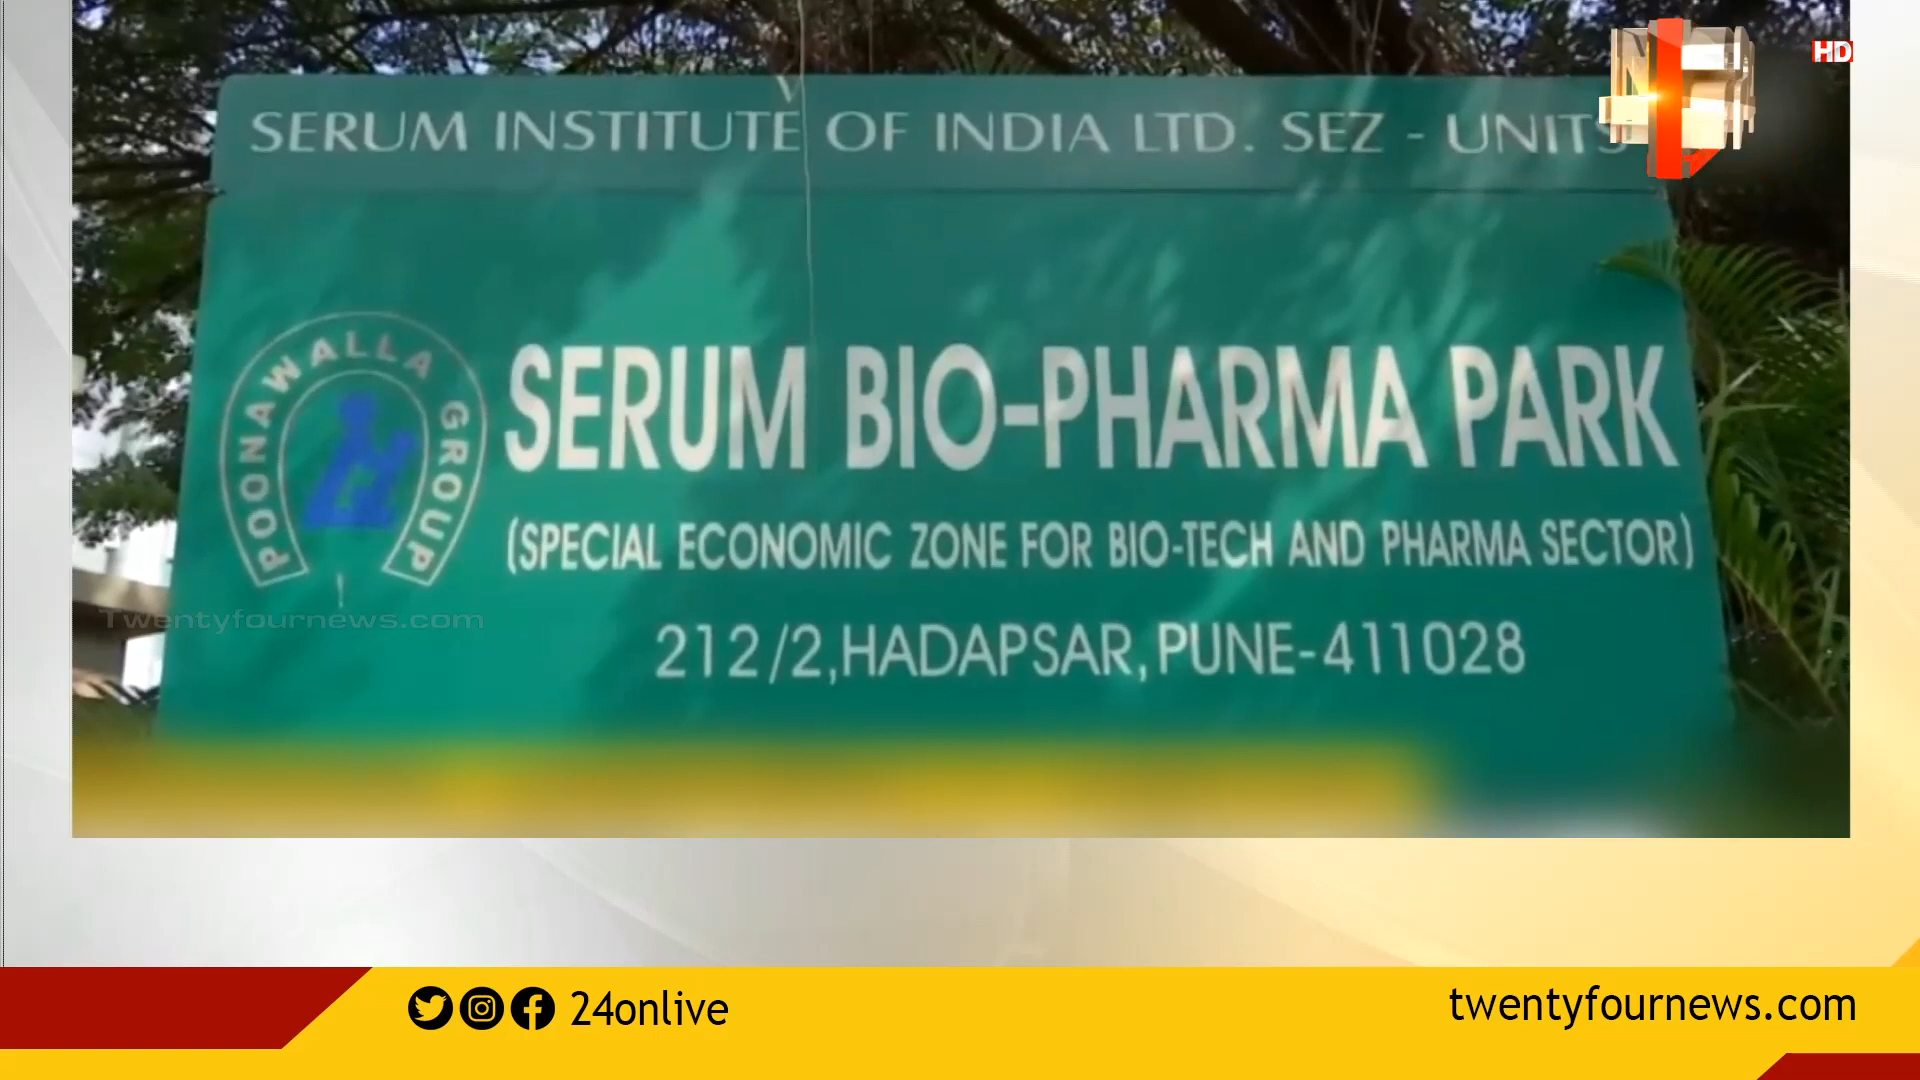 HD
SERUM INSTITUTE OF INDIA LTD. SEZ - UNITS
POONAWALLA GROUP
SERUM BIO-PHARMA PARK
(SPECIAL ECONOMIC ZONE FOR BIO-TECH AND PHARMA SECTOR)
212/2, HADAPSAR, PUNE-411028
Twentyfournews.com
24onlive
twentyfournews.com